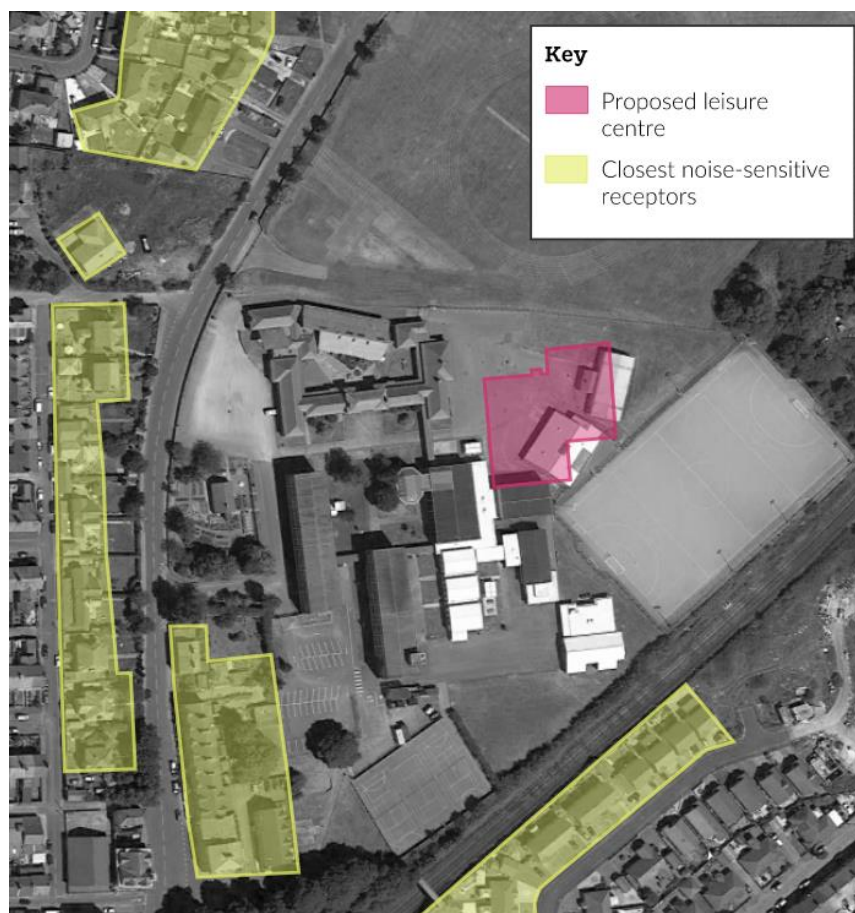 Key
Proposed leisure
centre
Closest noise-sensitive
receptors